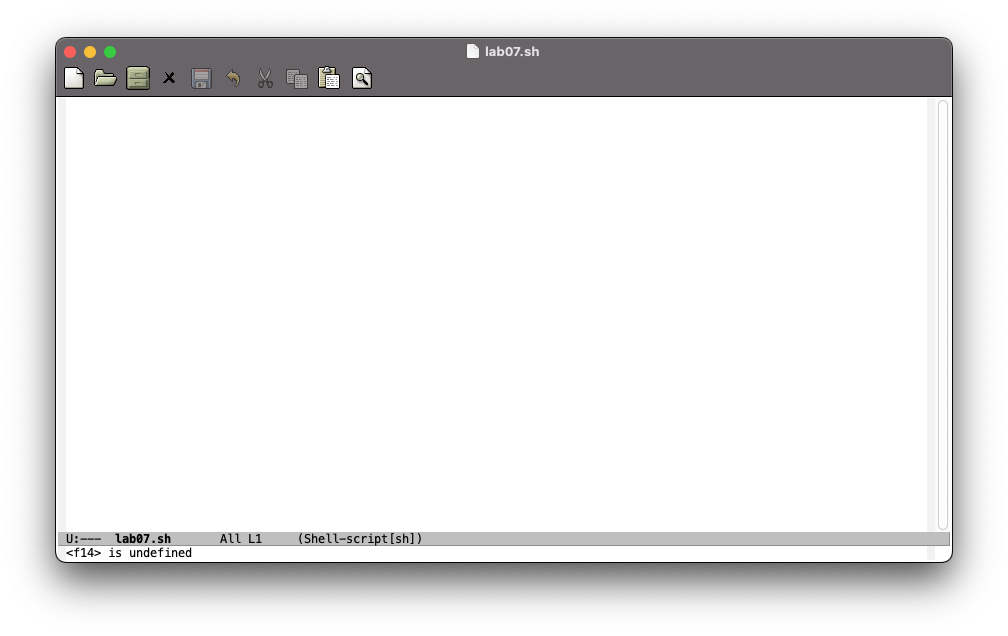 lab07.sh
U:---  lab07.sh       All L1     (Shell-script[sh])
<f14> is undefined